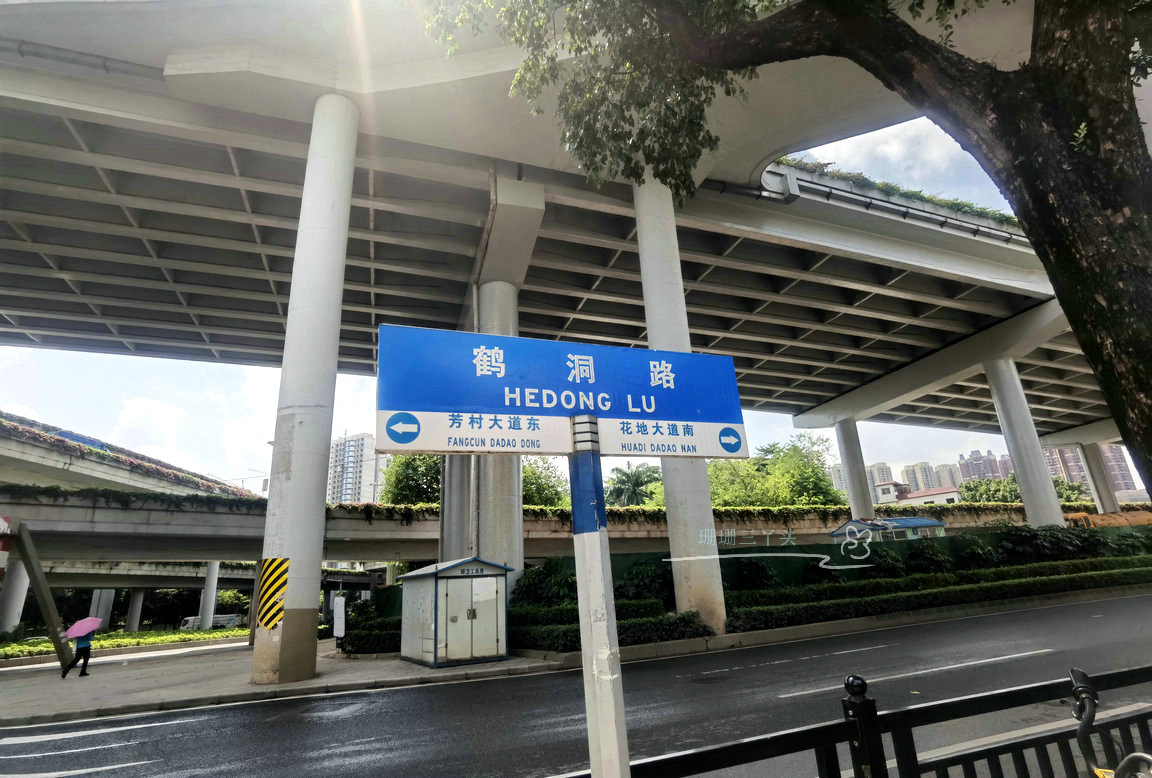 鹤洞路
HEDONG LU
芳村大道东
FANGCUN DADAO DONG
花地大道南
HUADI DADAO NAN
珊珊三丫头